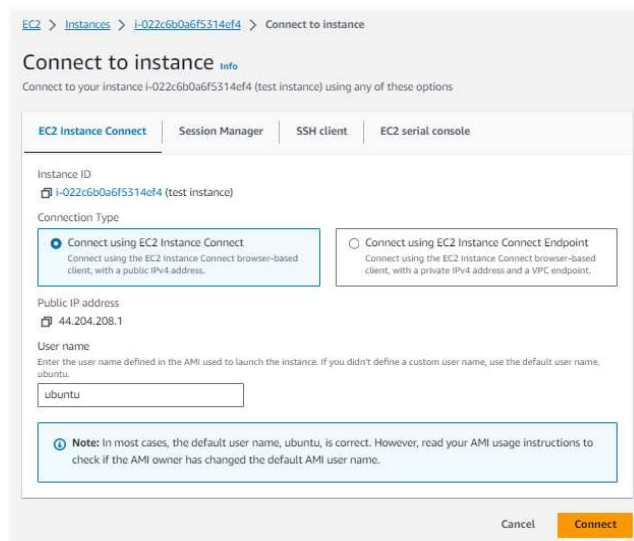 EC2 > Instances > i-022c6b0a6f5314ef4 > Connect to instance
Connect to instance Info
Connect to your instance i-022c6b0a6f5314ef4 (test instance) using any of these options
EC2 Instance Connect Session Manager SSH client EC2 serial console
Instance ID
i-022c6b0a6f5314ef4 (test instance)
Connection Type
Connect using EC2 Instance Connect
Connect using the EC2 Instance Connect browser-based
client, with a public IPv4 address.
Connect using EC2 Instance Connect Endpoint
Connect using the EC2 Instance Connect browser-based
client, with a private IPv4 address and a VPC endpoint.
Public IP address
44.204.208.1
User name
Enter the user name defined in the AMI used to launch the instance. If you didn't define a custom user name, use the default user name,
ubuntu.
ubuntu
Note: In most cases, the default user name, ubuntu, is correct. However, read your AMI usage instructions to
check if the AMI owner has changed the default AMI user name.
Cancel Connect